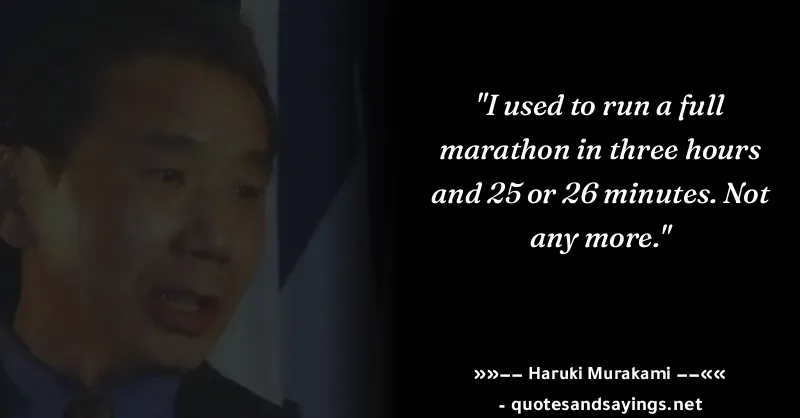 "I used to run a full
marathon in three hours
and 25 or 26 minutes. Not
any more."
»»–– Haruki Murakami ––««
- quotesandsayings.net